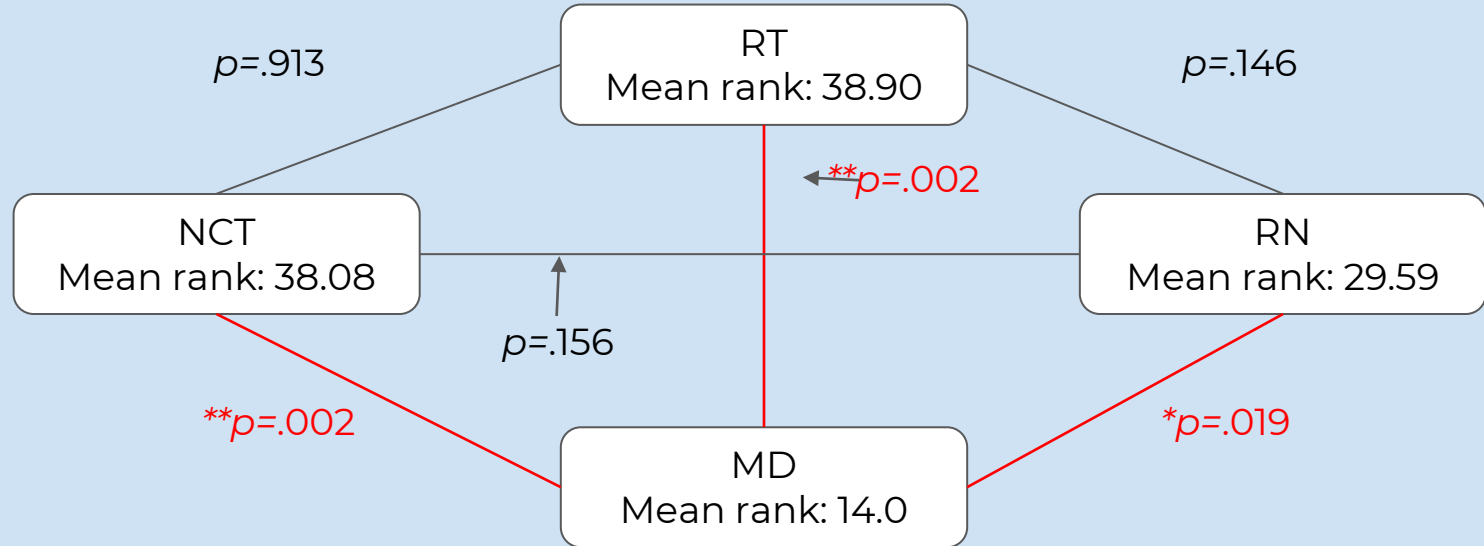 RT
Mean rank: 38.90
p=.913
p=.146
**p=.002
NCT
Mean rank: 38.08
RN
Mean rank: 29.59
p=.156
**p=.002
*p=.019
MD
Mean rank: 14.0